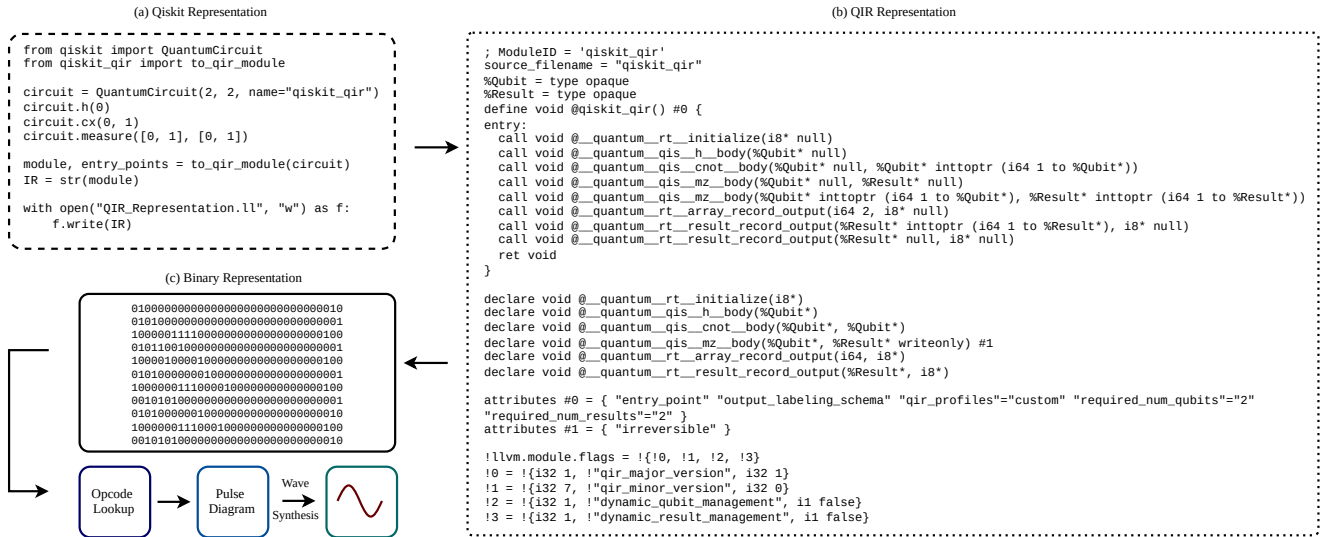 (a) Qiskit Representation
from qiskit import QuantumCircuit
from qiskit_qir import to_qir_module
circuit = QuantumCircuit(2, 2, name="qiskit_qir")
circuit.h(0)
circuit.cx(0, 1)
circuit.measure([0, 1], [0, 1])
module, entry_points = to_qir_module(circuit)
IR = str(module)
with open("QIR_Representation.ll", "w") as f:
    f.write(IR)
(b) QIR Representation
; ModuleID = 'qiskit_qir'
source_filename = "qiskit_qir"
%Qubit = type opaque
%Result = type opaque
define void @qiskit_qir() #0 {
entry:
  call void @__quantum__rt__initialize(i8* null)
  call void @__quantum__qis__h__body(%Qubit* null)
  call void @__quantum__qis__cnot__body(%Qubit* null, %Qubit* inttoptr (i64 1 to %Qubit*))
  call void @__quantum__qis__mz__body(%Qubit* null, %Result* null)
  call void @__quantum__qis__mz__body(%Qubit* inttoptr (i64 1 to %Qubit*), %Result* inttoptr (i64 1 to %Result*))
  call void @__quantum__rt__array_record_output(i64 2, i8* null)
  call void @__quantum__rt__result_record_output(%Result* inttoptr (i64 1 to %Result*), i8* null)
  call void @__quantum__rt__result_record_output(%Result* null, i8* null)
  ret void
}
declare void @__quantum__rt__initialize(i8*)
declare void @__quantum__qis__h__body(%Qubit*)
declare void @__quantum__qis__cnot__body(%Qubit*, %Qubit*)
declare void @__quantum__qis__mz__body(%Qubit*, %Result* writeonly) #1
declare void @__quantum__rt__array_record_output(i64, i8*)
declare void @__quantum__rt__result_record_output(%Result*, i8*)
attributes #0 = { "entry_point" "output_labeling_schema" "qir_profiles"="custom" "required_num_qubits"="2"
"required_num_results"="2" }
attributes #1 = { "irreversible" }
!llvm.module.flags = !{!0, !1, !2, !3}
!0 = !{i32 1, !"qir_major_version", i32 1}
!1 = !{i32 7, !"qir_minor_version", i32 0}
!2 = !{i32 1, !"dynamic_qubit_management", i1 false}
!3 = !{i32 1, !"dynamic_result_management", i1 false}
(c) Binary Representation
01000000000000000000000000000010
01010000000000000000000000000001
10000011110000000000000000000100
01011001000000000000000000000001
10000100001000000000000000000100
01010000001000000000000000000001
10000001110000100000000000000100
00101010000000000000000000000001
01010000001000000000000000000010
10000001110001000000000000000100
00101010000000000000000000000010
Opcode
Lookup
Pulse
Diagram
Wave
Synthesis